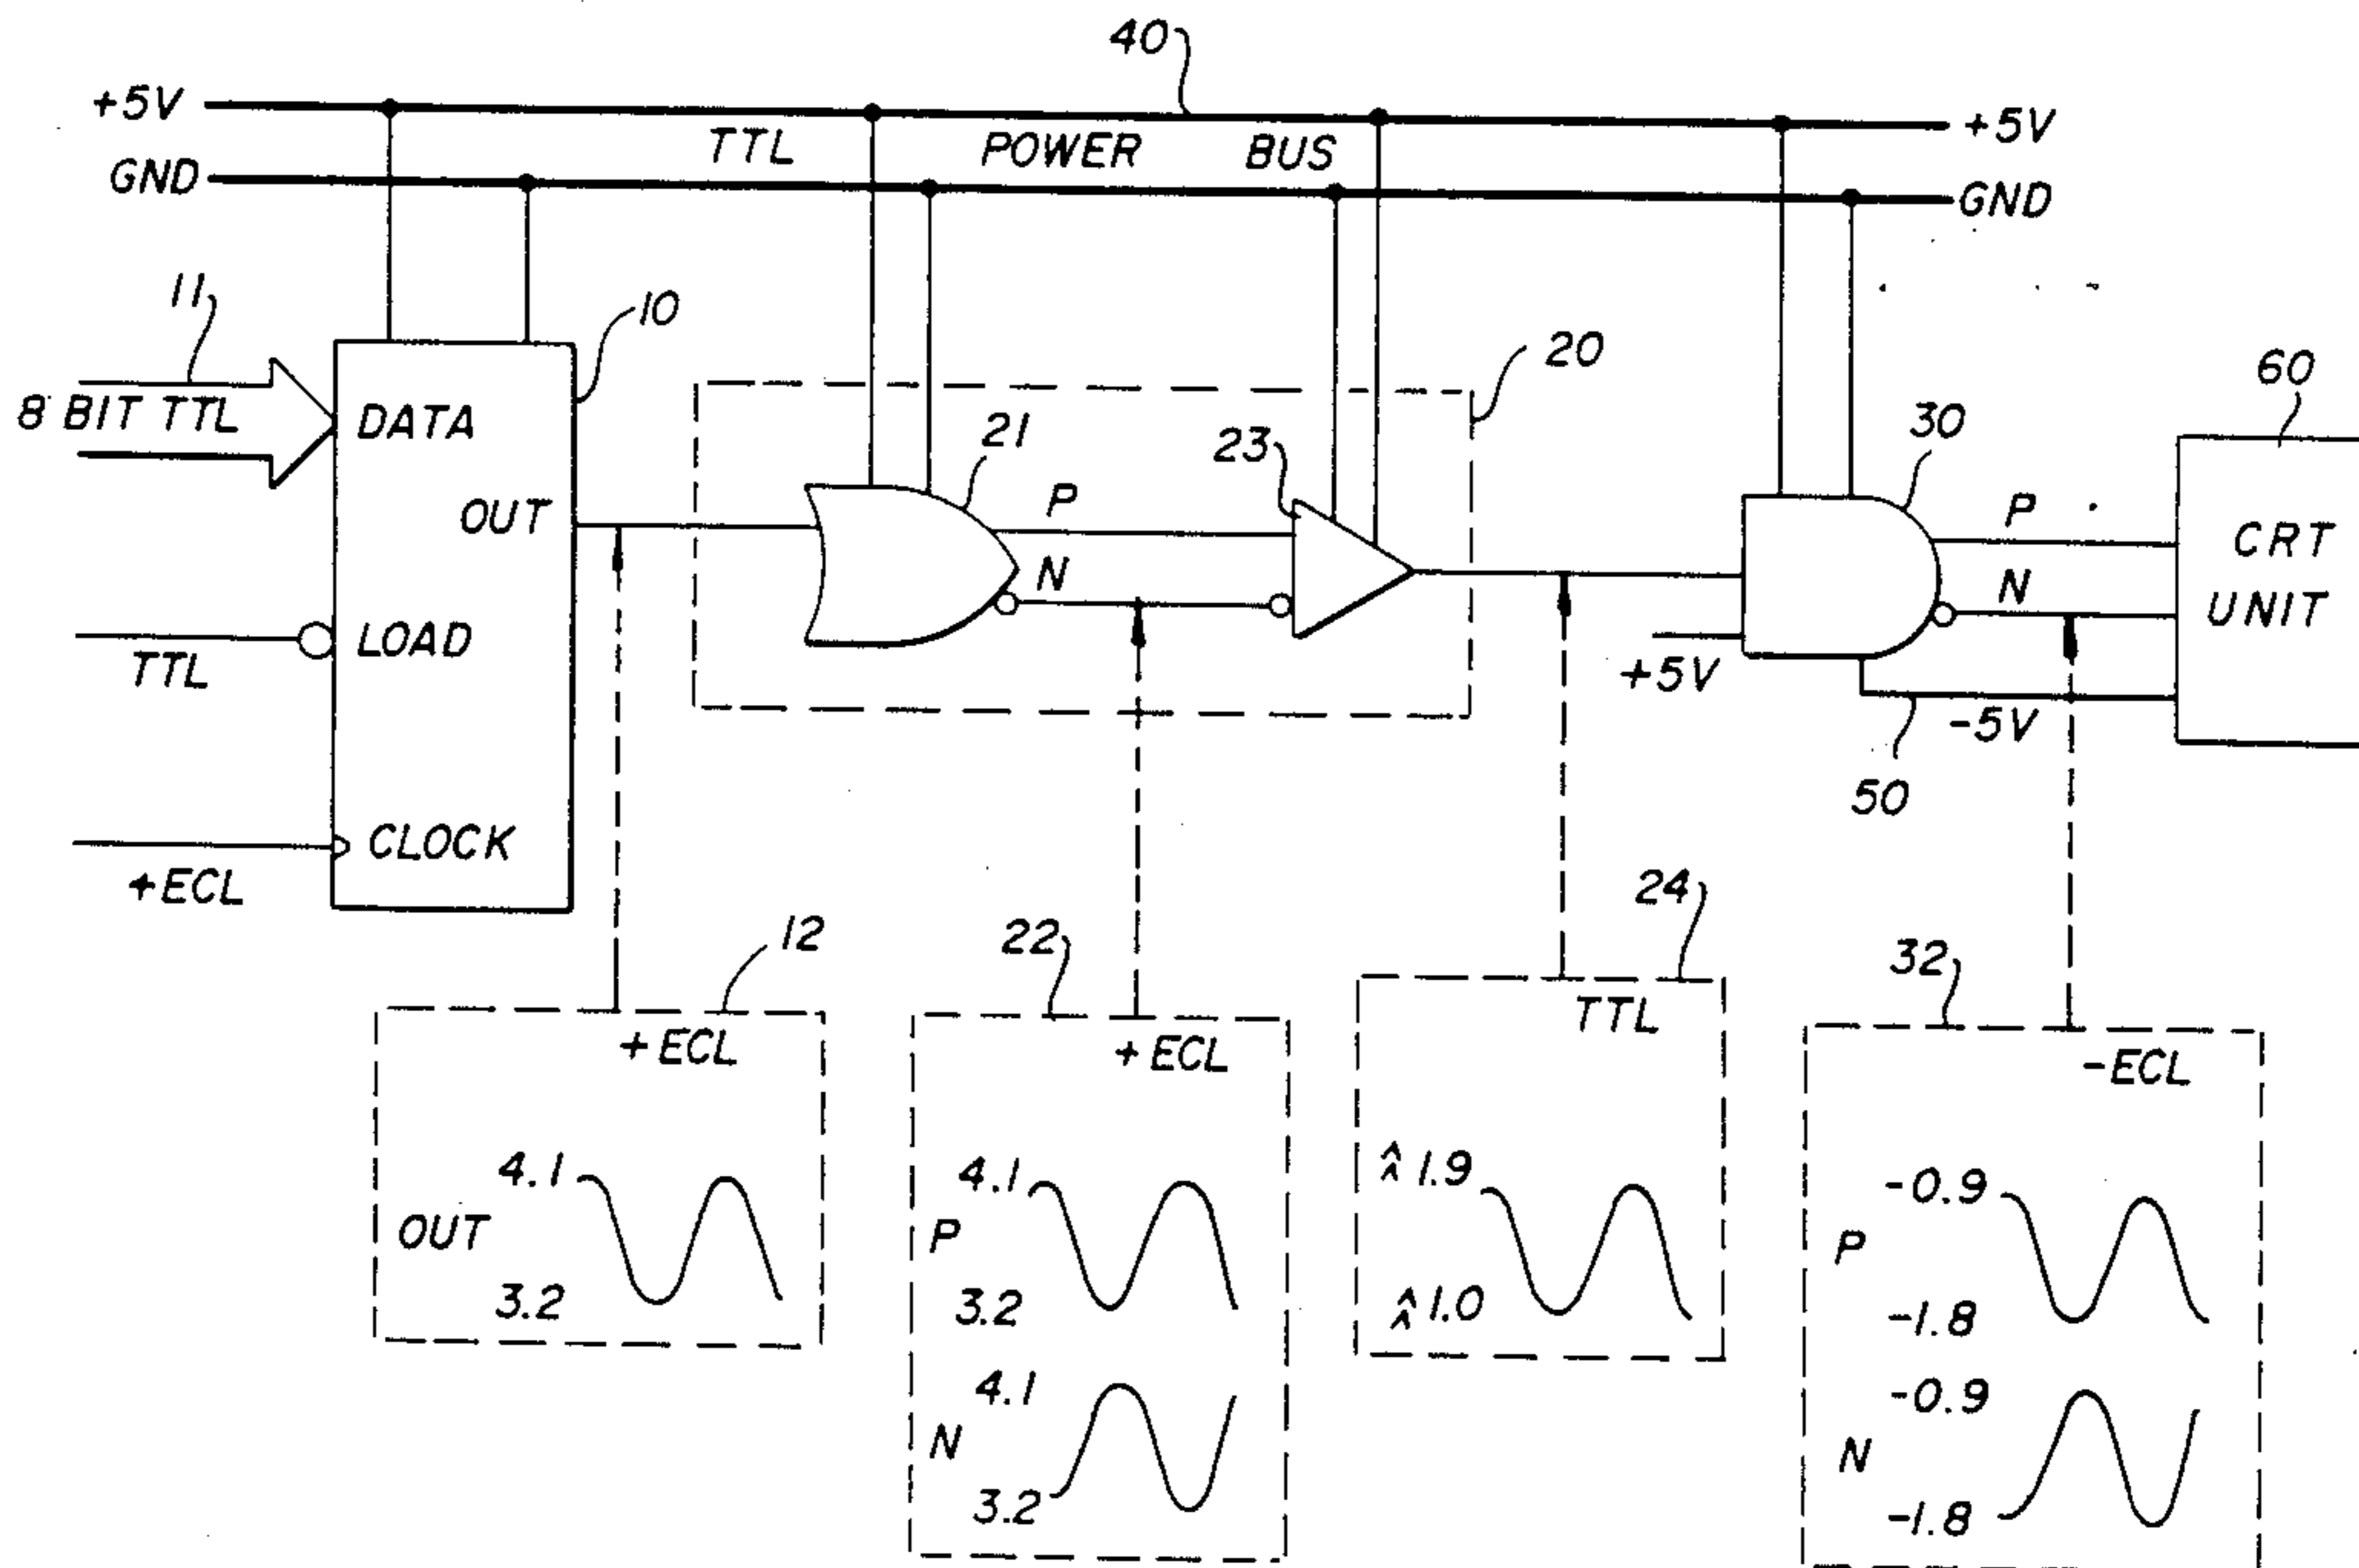 40
+5V
+5V
TTL POWER BUS
GND
GND
11
10
20
60
8 BIT TTL
DATA
21
23
30
P
P
OUT
CRT
N
N
UNIT
LOAD
TTL
+5V
-5V
50
CLOCK
+ECL
24
12
22
32
TTL
+ECL
+ECL
-ECL
4.1
4.1
≈1.9
-0.9
OUT
P
P
3.2
3.2
≈1.0
-1.8
4.1
-0.9
N
N
3.2
-1.8